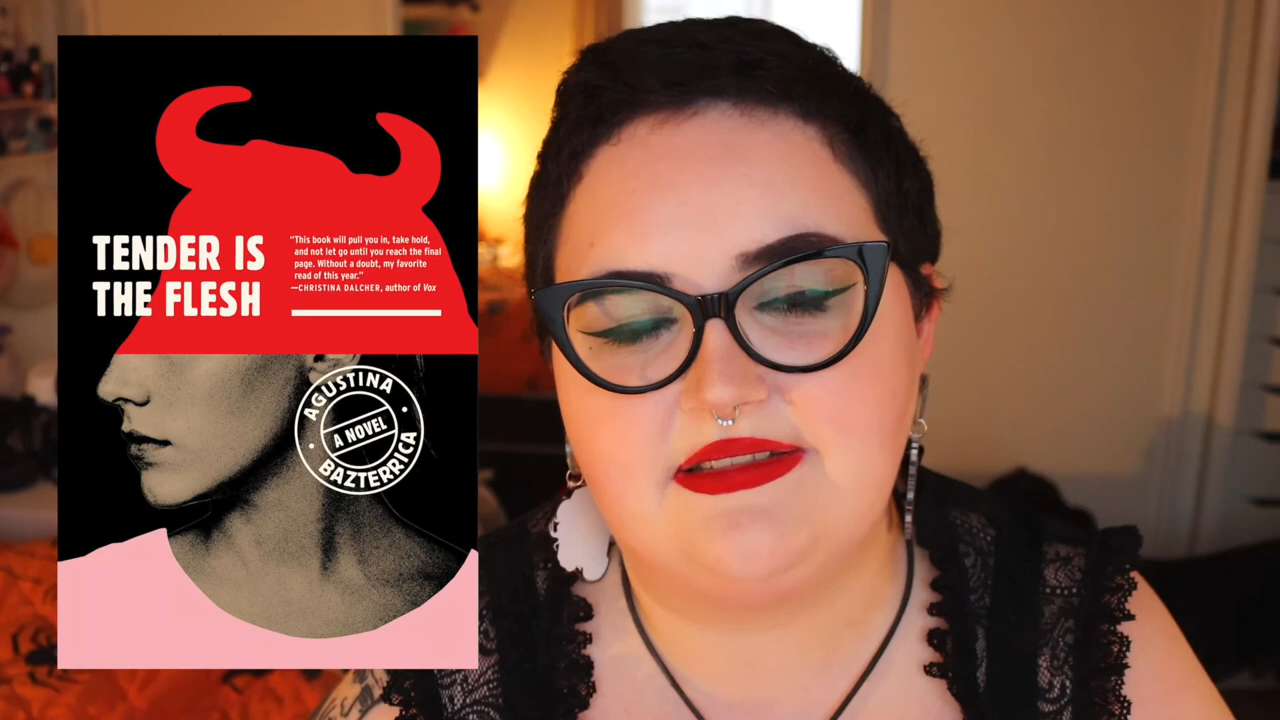 TENDER IS
THE FLESH
“This book will pull you in, take hold,
and not let go until you reach the final
page. Without a doubt, my favorite
read of this year.”
—CHRISTINA DALCHER, author of Vox
AGUSTINA
A NOVEL
BAZTERRICA